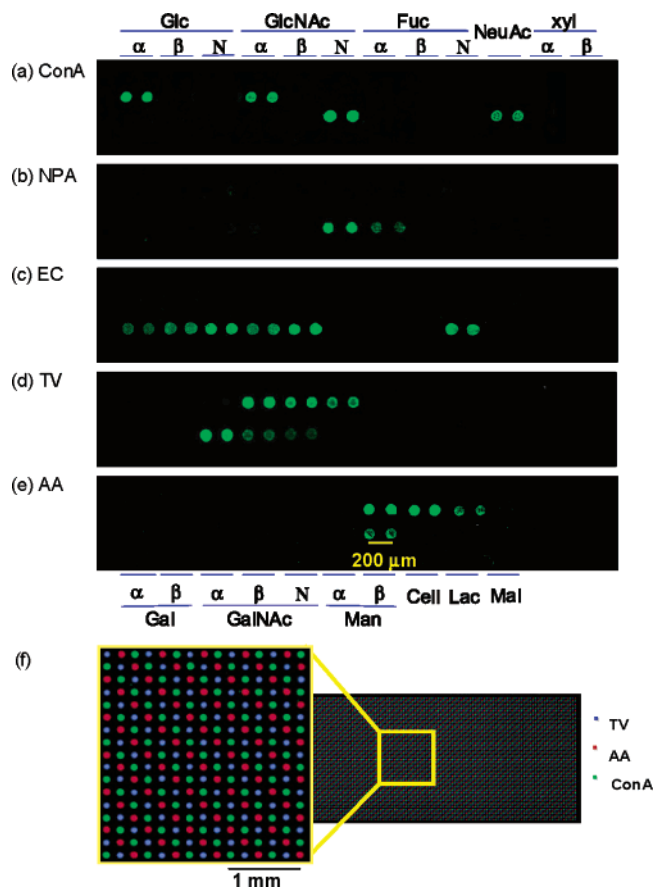 Glc GlcNAc Fuc NeuAc xyl
α β N α β N α β N α β
(a) ConA
(b) NPA
(c) EC
(d) TV
(e) AA
200 μm
α β α β N α β Cell Lac Mal
Gal GalNAc Man
(f)
TV
AA
ConA
1 mm